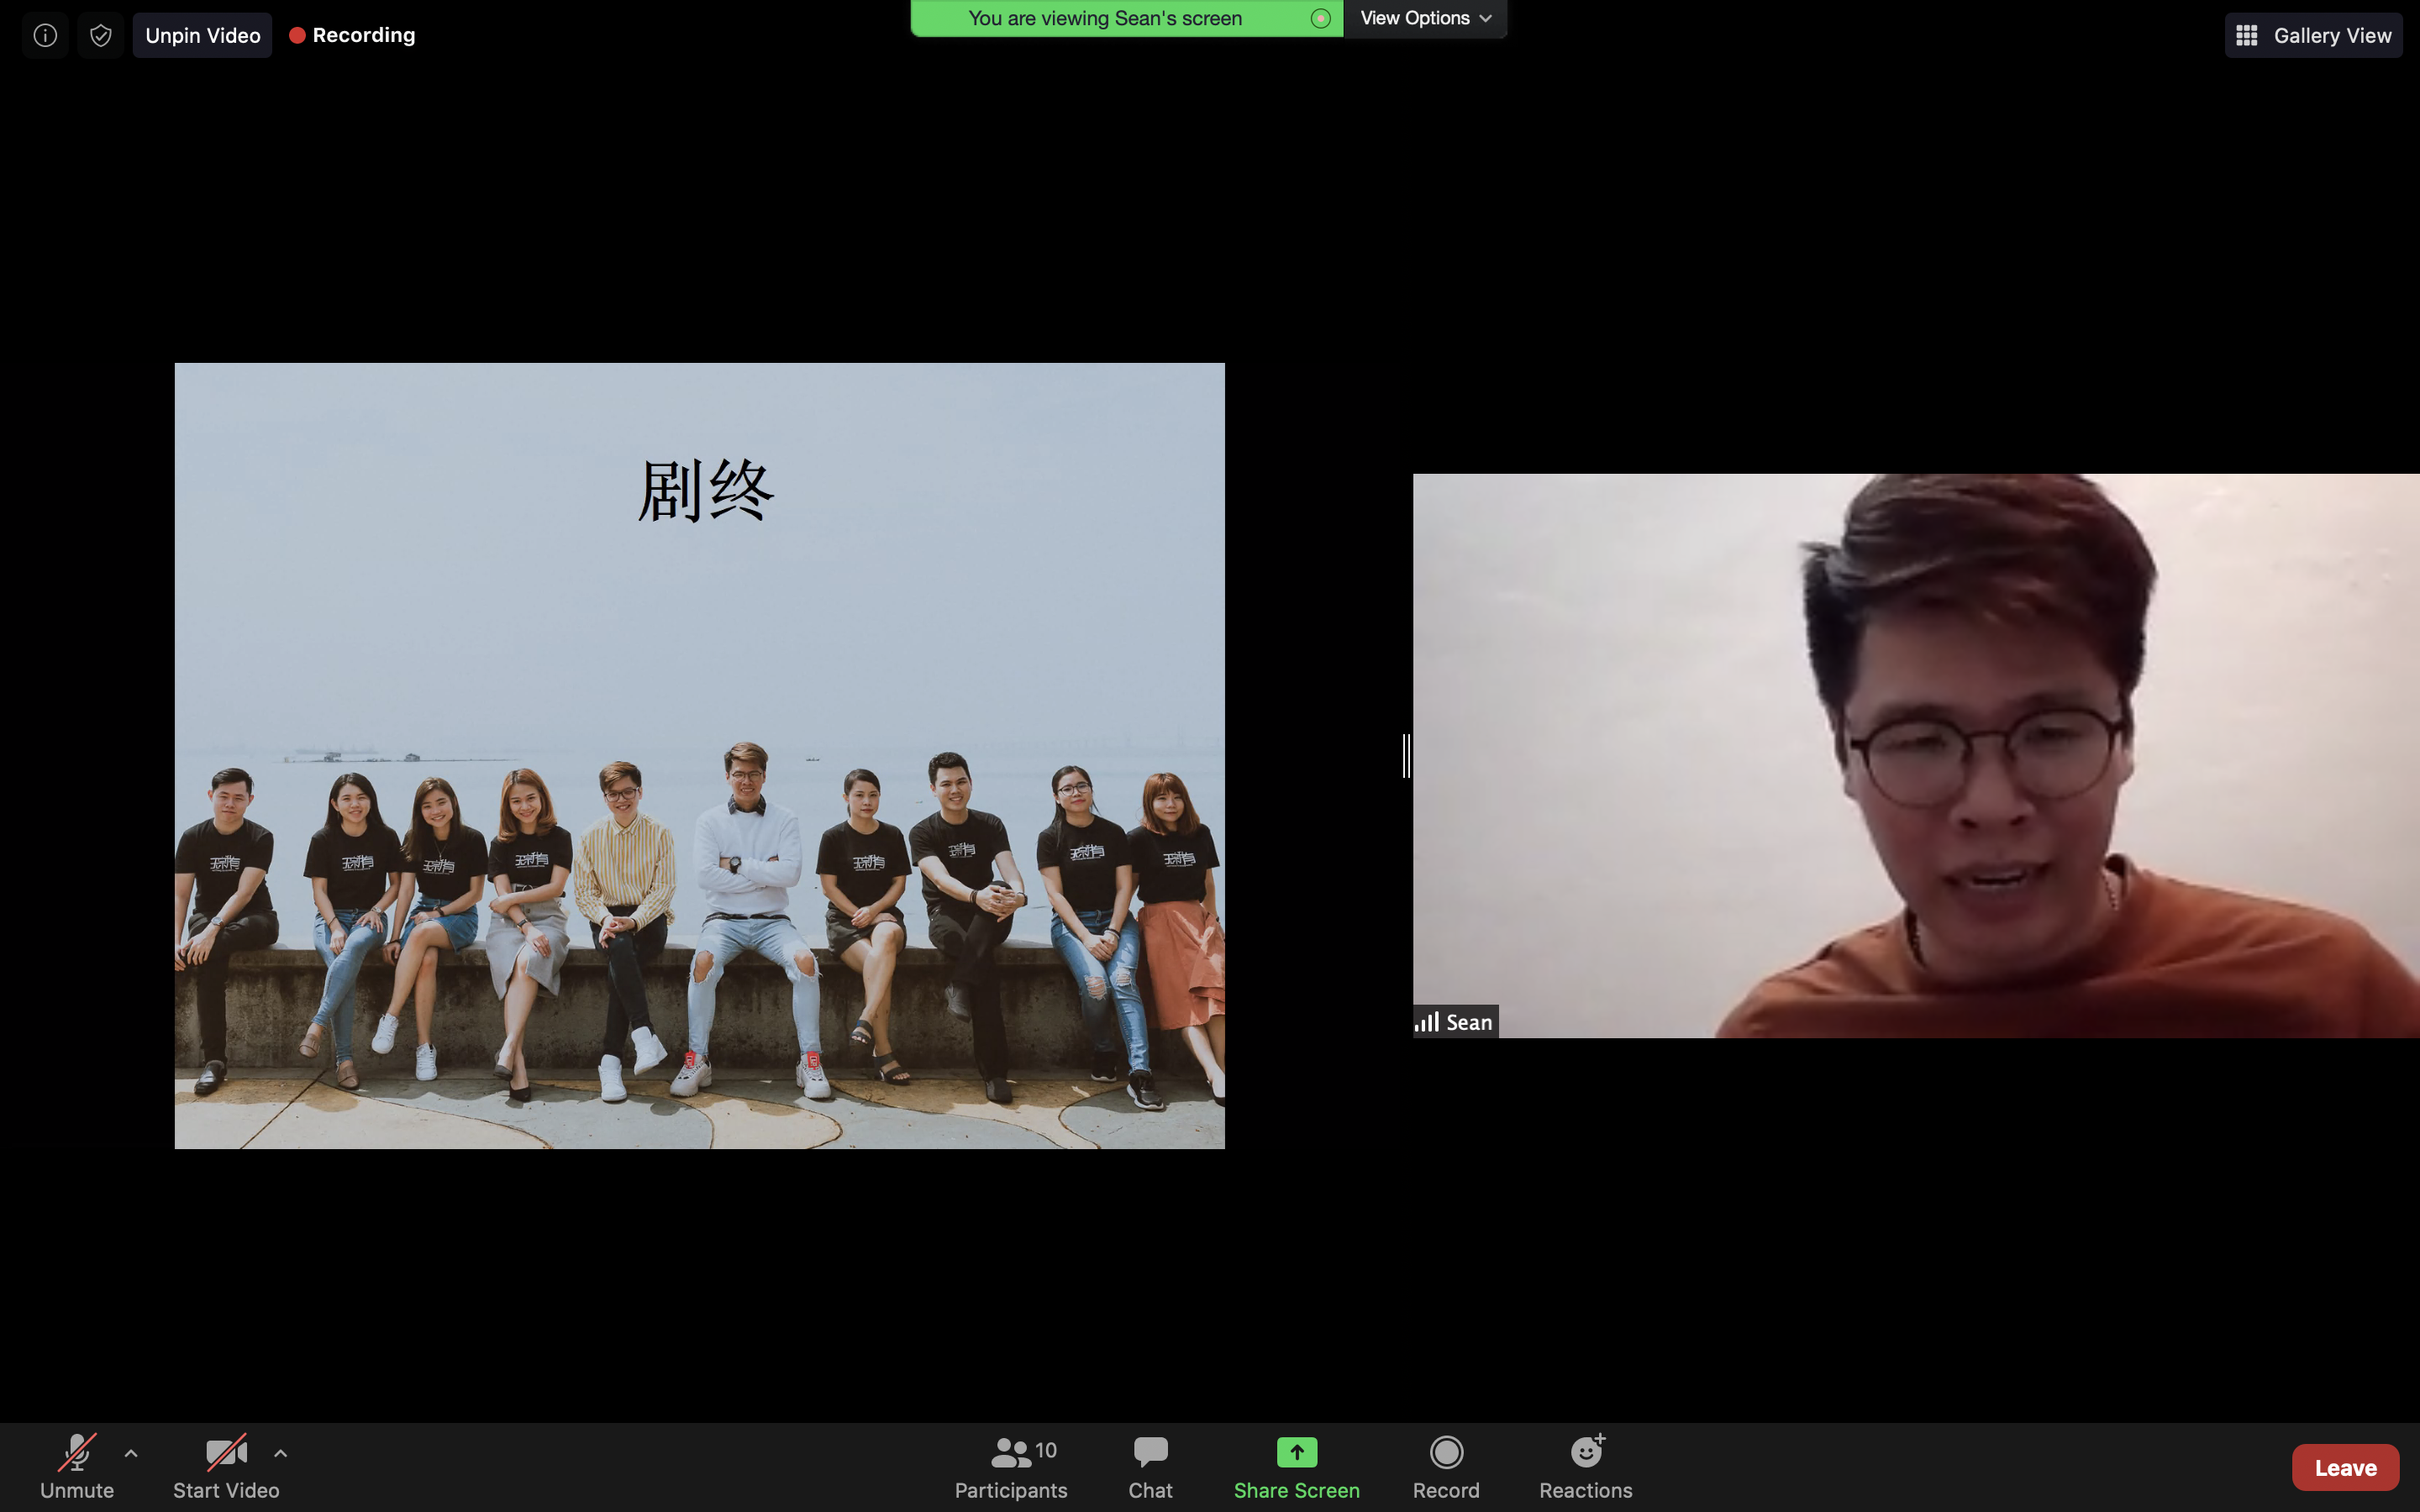 Unpin Video
Recording
You are viewing Sean's screen
View Options
Gallery View
剧终
Sean
Unmute
Start Video
10
Participants
Chat
Share Screen
Record
Reactions
Leave